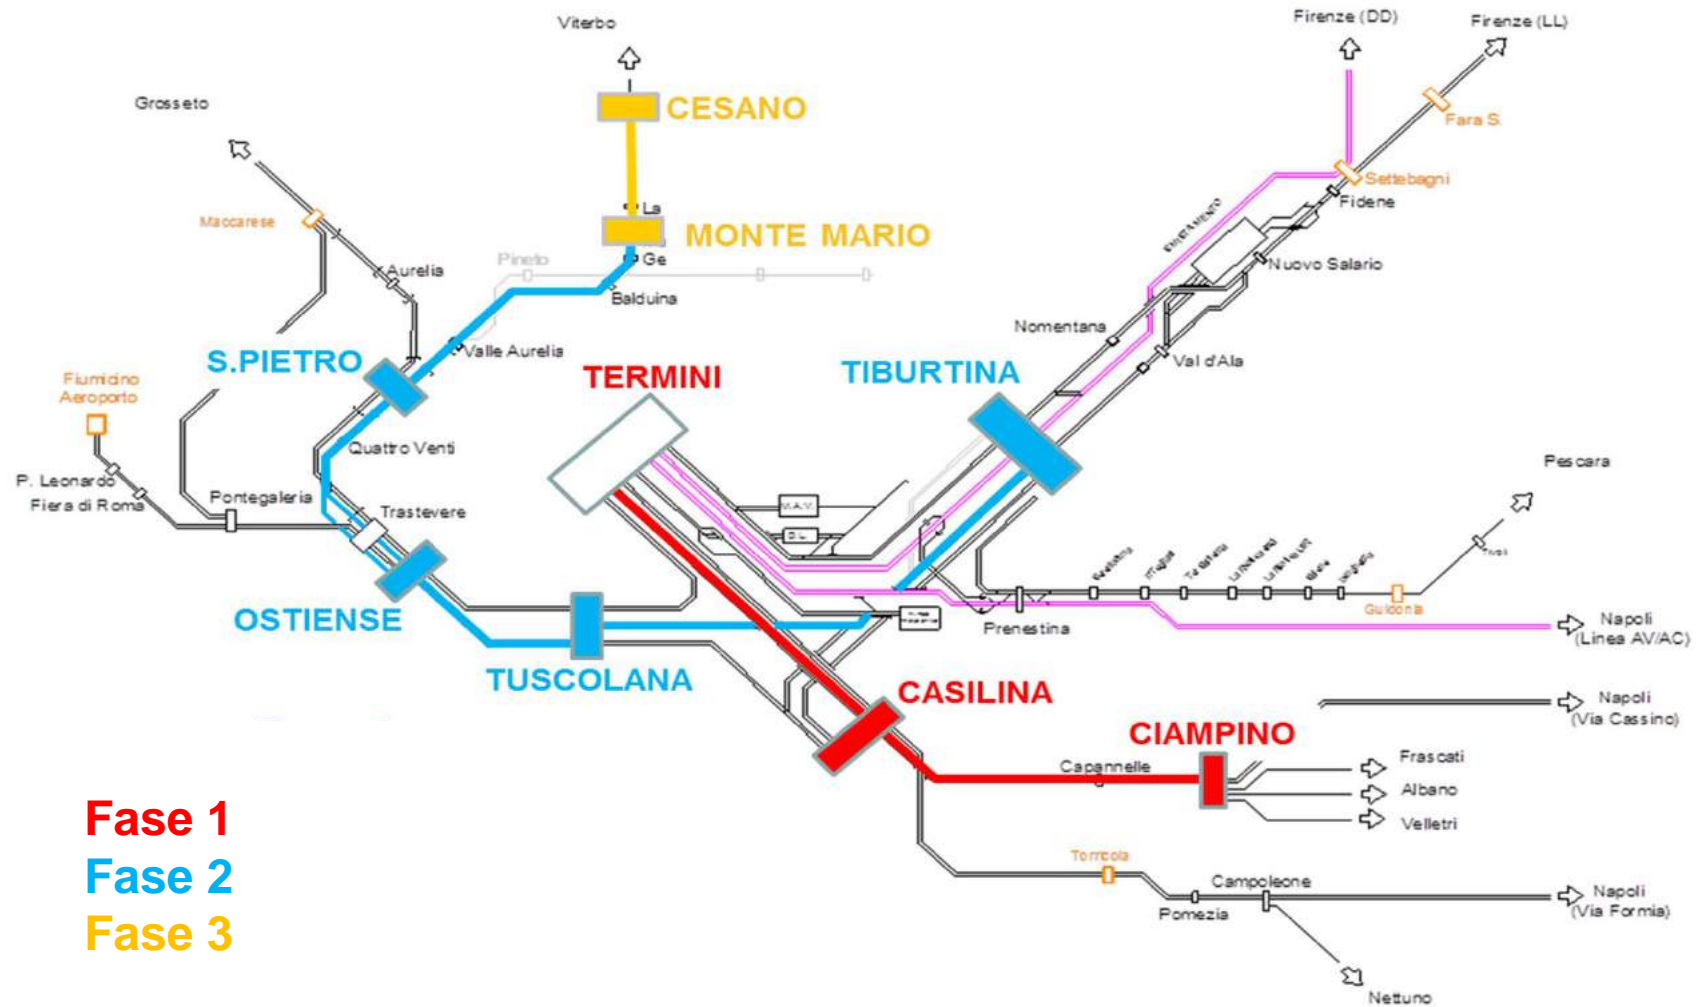 Viterbo
Firenze (DD)
Firenze (LL)
Grosseto
CESANO
Fara S.
Settebagni
Fidene
Maccarese
La
MONTE MARIO
Pineto
Ge
Aurelia
Balduina
Nuovo Salario
Nomentana
Val d'Ala
Valle Aurelia
S.PIETRO
TERMINI
TIBURTINA
Fiumicino
Aeroporto
Quattro Venti
P. Leonardo
Fiera di Roma
Pontegaleria
Trastevere
Pescara
Tivoli
OSTIENSE
TUSCOLANA
Guidonia
Prenestina
Napoli
(Linea AV/AC)
CASILINA
Napoli
(Via Cassino)
CIAMPINO
Capannelle
Frascati
Albano
Velletri
Torricola
Campoleone
Pomezia
Napoli
(Via Formia)
Nettuno
Fase 1
Fase 2
Fase 3